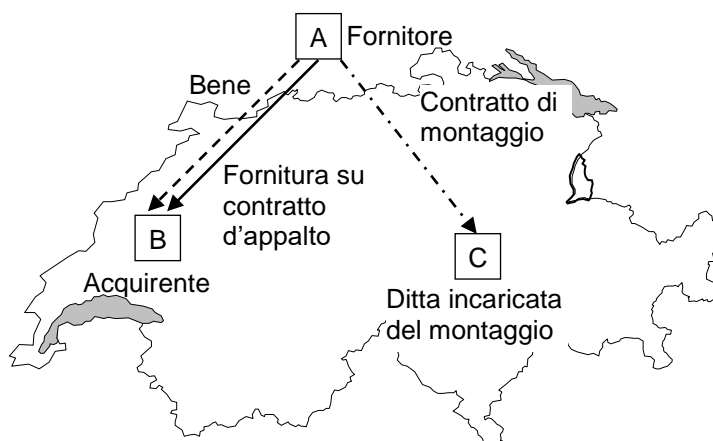 A Fornitore
Bene
Contratto di
montaggio
Fornitura su
contratto
d'appalto
B
C
Acquirente
Ditta incaricata
del montaggio